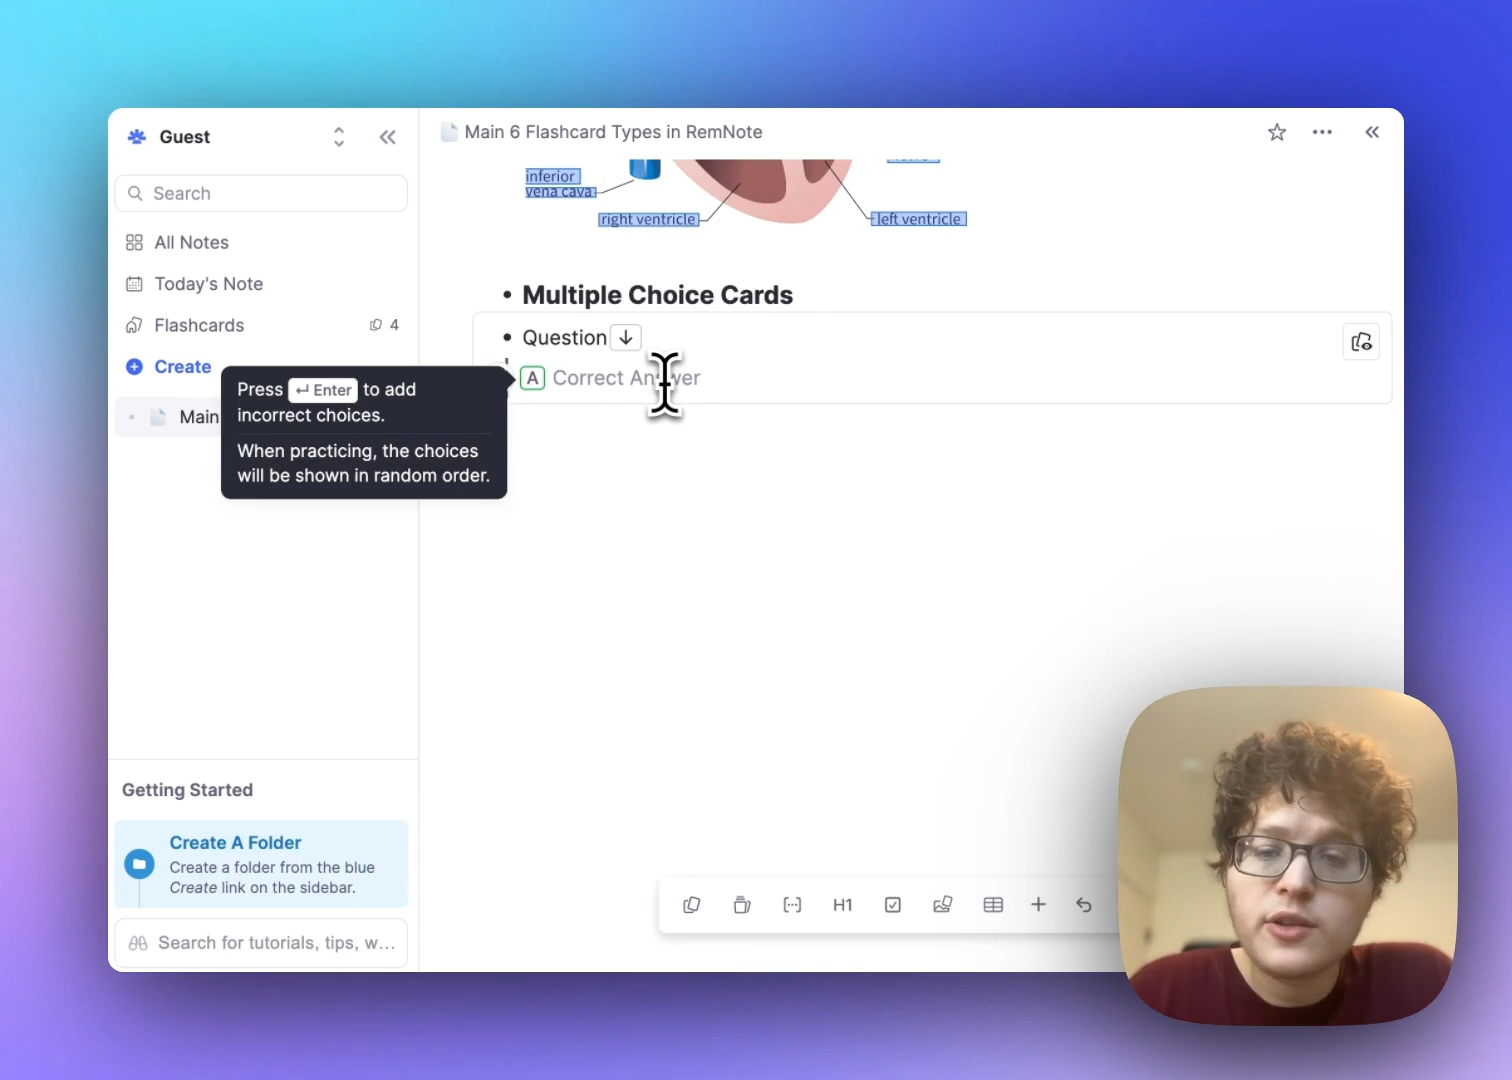 Guest
Search
All Notes
Today's Note
Flashcards 4
Create
Main
Press ↵ Enter to add
incorrect choices.
When practicing, the choices
will be shown in random order.
Getting Started
Create A Folder
Create a folder from the blue
Create link on the sidebar.
Search for tutorials, tips, w...
Main 6 Flashcard Types in RemNote
inferior
vena cava
right ventricle
left ventricle
• Multiple Choice Cards
• Question ↓
A Correct Answer
H1